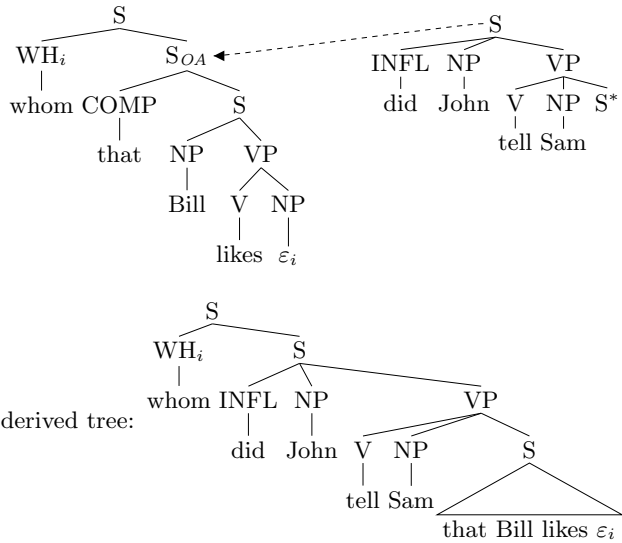 S S
WHᵢ S_OA INFL NP VP
whom COMP S did John V NP S*
that NP VP tell Sam
Bill V NP
likes εᵢ
S
WHᵢ S
whom INFL NP VP
derived tree:
did John V NP S
tell Sam
that Bill likes εᵢ